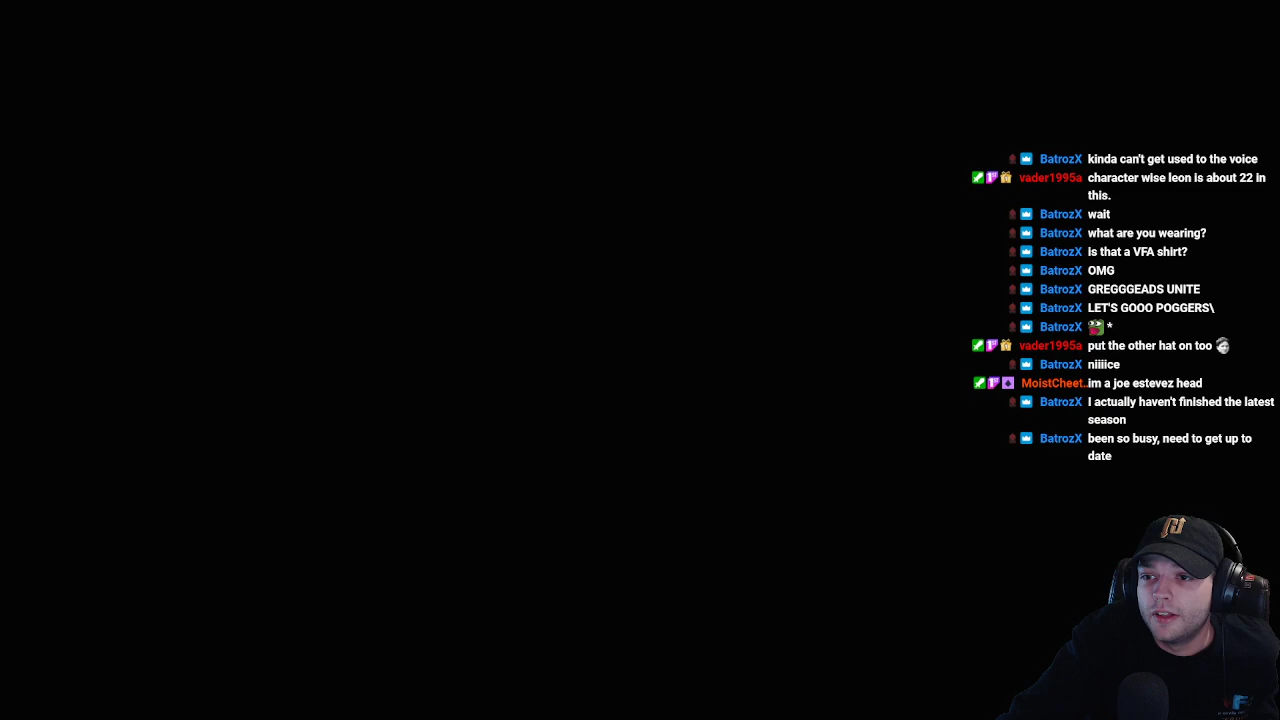 BatrozX kinda can't get used to the voice
vader1995a character wise leon is about 22 in
this.
BatrozX wait
BatrozX what are you wearing?
BatrozX Is that a VFA shirt?
BatrozX OMG
BatrozX GREGGGEADS UNITE
BatrozX LET'S GOOO POGGERS\
BatrozX *
vader1995a put the other hat on too
BatrozX niiiice
MoistCheet.. im a joe estevez head
BatrozX I actually haven't finished the latest
season
BatrozX been so busy, need to get up to
date